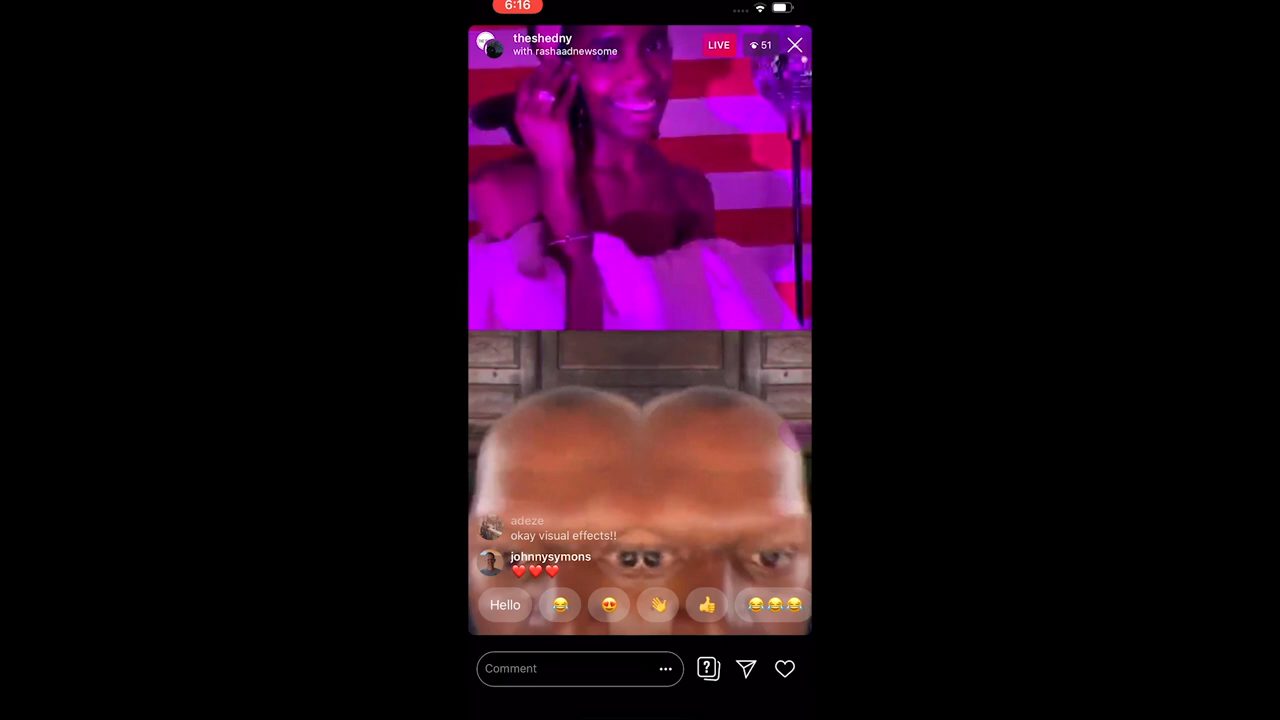 6:16
theshedny
with rashaadnewsome
LIVE
51
adeze
okay visual effects!!
johnnysymons
❤️❤️❤️
Hello
😂
😍
👋
👍
😂😂😂
Comment